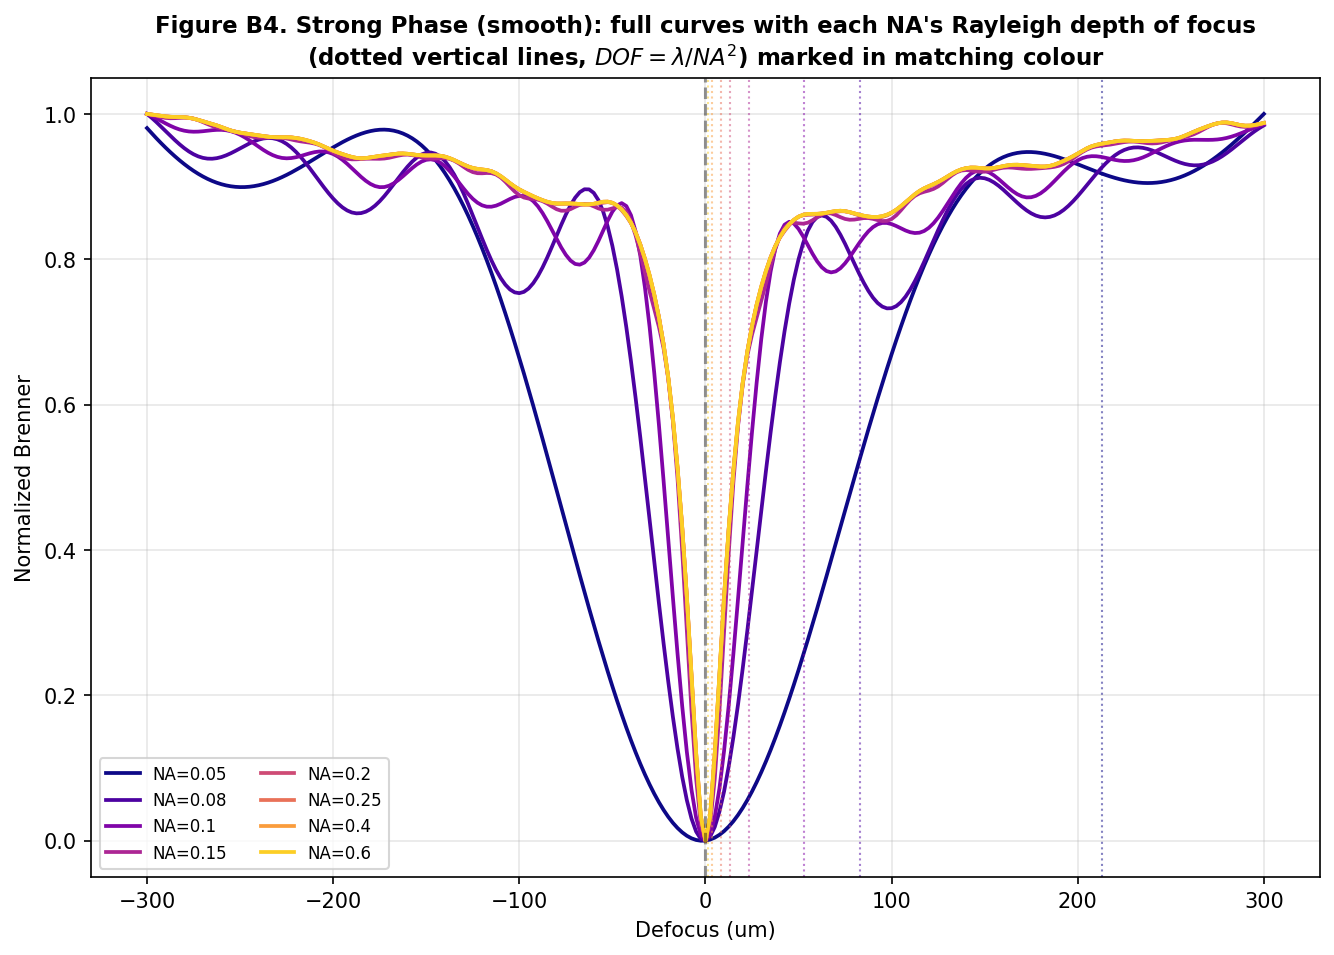 Figure B4. Strong Phase (smooth): full curves with each NA's Rayleigh depth of focus
(dotted vertical lines, DOF = λ/NA²) marked in matching colour
1.0
0.8
0.6
0.4
0.2
0.0
Normalized Brenner
NA=0.05
NA=0.08
NA=0.1
NA=0.15
NA=0.2
NA=0.25
NA=0.4
NA=0.6
−300
−200
−100
0
100
200
300
Defocus (um)